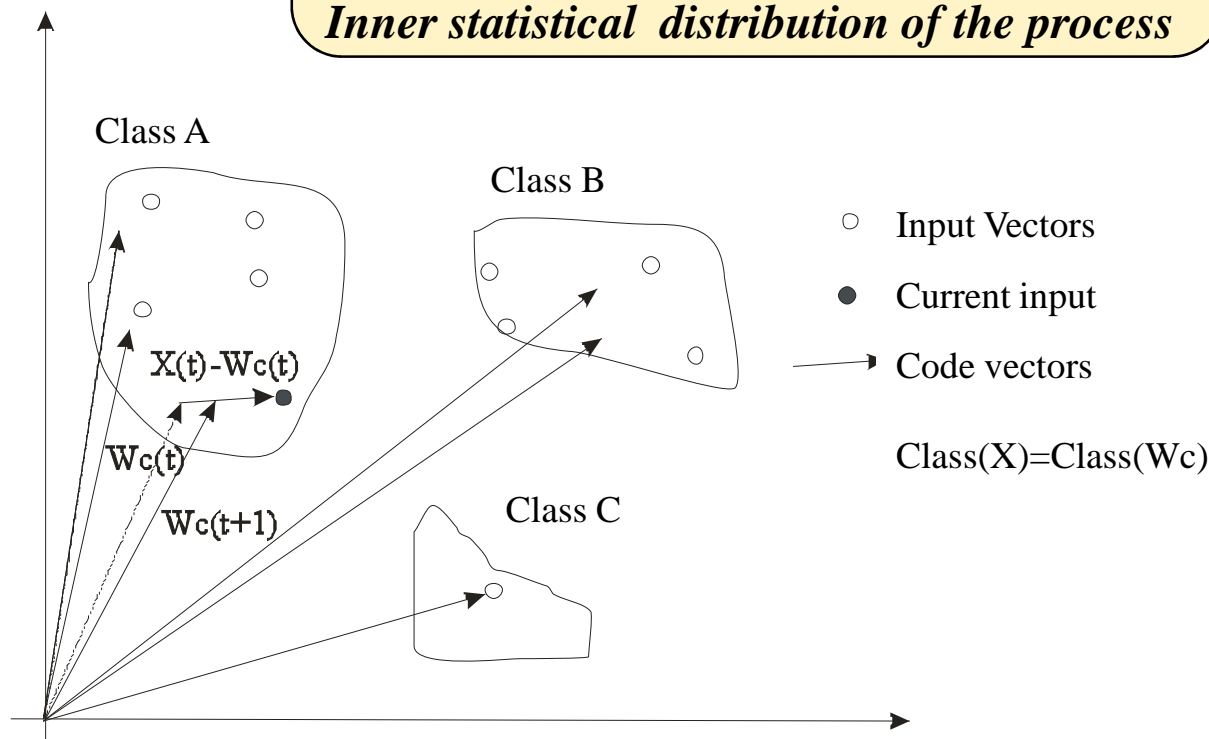 Inner statistical distribution of the process
Class A
Class B
Input Vectors
Current input
X(t)-Wc(t)
Code vectors
Wc(t)
Class(X)=Class(Wc)
Wc(t+1)
Class C